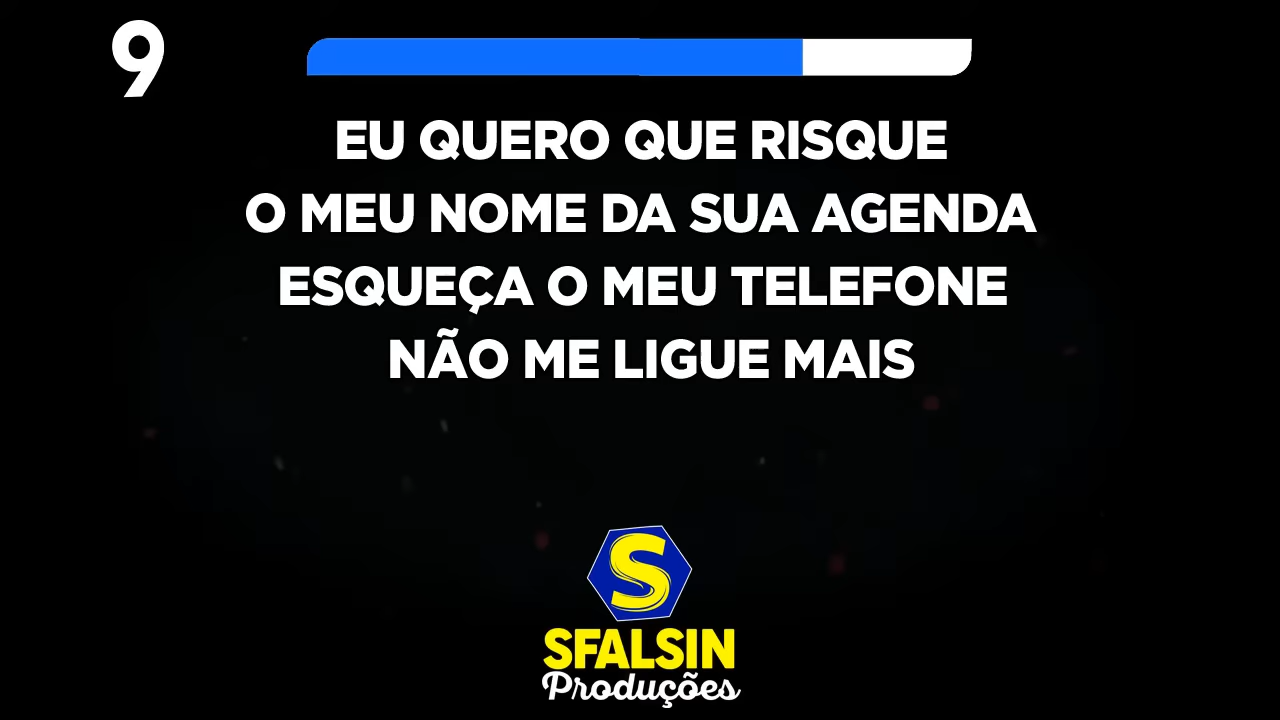 9
EU QUERO QUE RISQUE
O MEU NOME DA SUA AGENDA
ESQUEÇA O MEU TELEFONE
NÃO ME LIGUE MAIS
S
SFALSIN
Produções